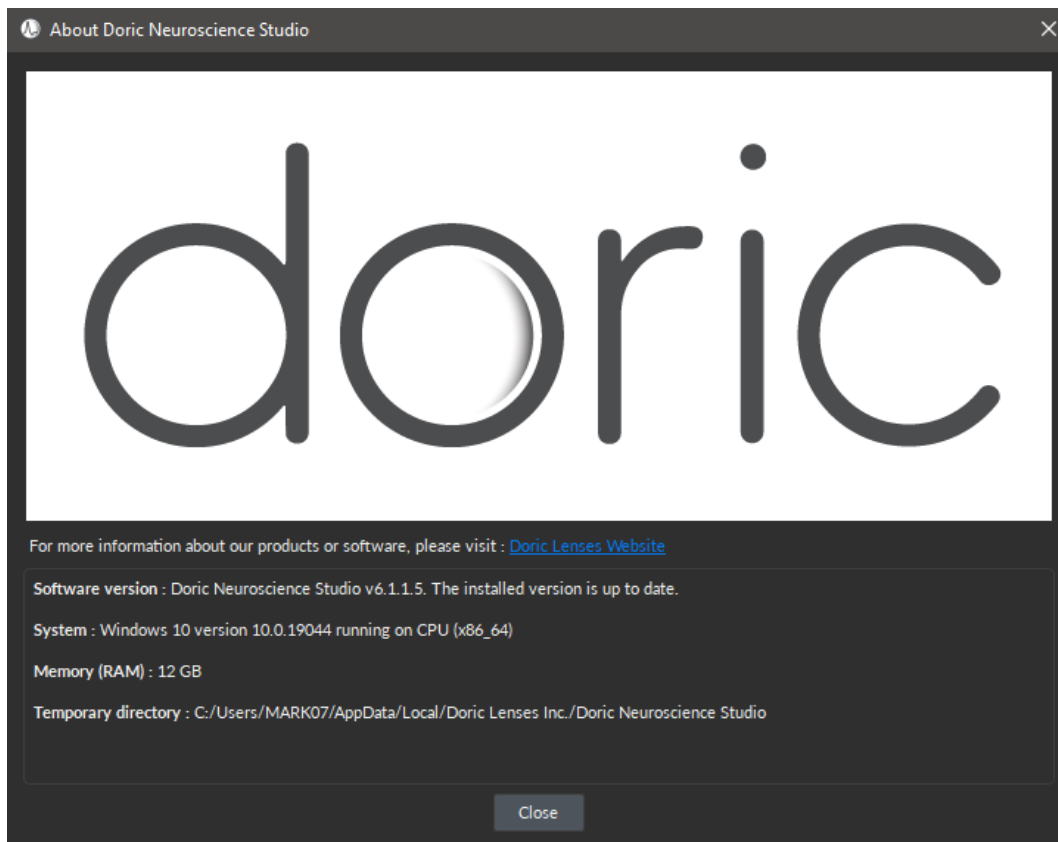 About Doric Neuroscience Studio
doric
For more information about our products or software, please visit : Doric Lenses Website
Software version : Doric Neuroscience Studio v6.1.1.5. The installed version is up to date.
System : Windows 10 version 10.0.19044 running on CPU (x86_64)
Memory (RAM) : 12 GB
Temporary directory : C:/Users/MARK07/AppData/Local/Doric Lenses Inc./Doric Neuroscience Studio
Close